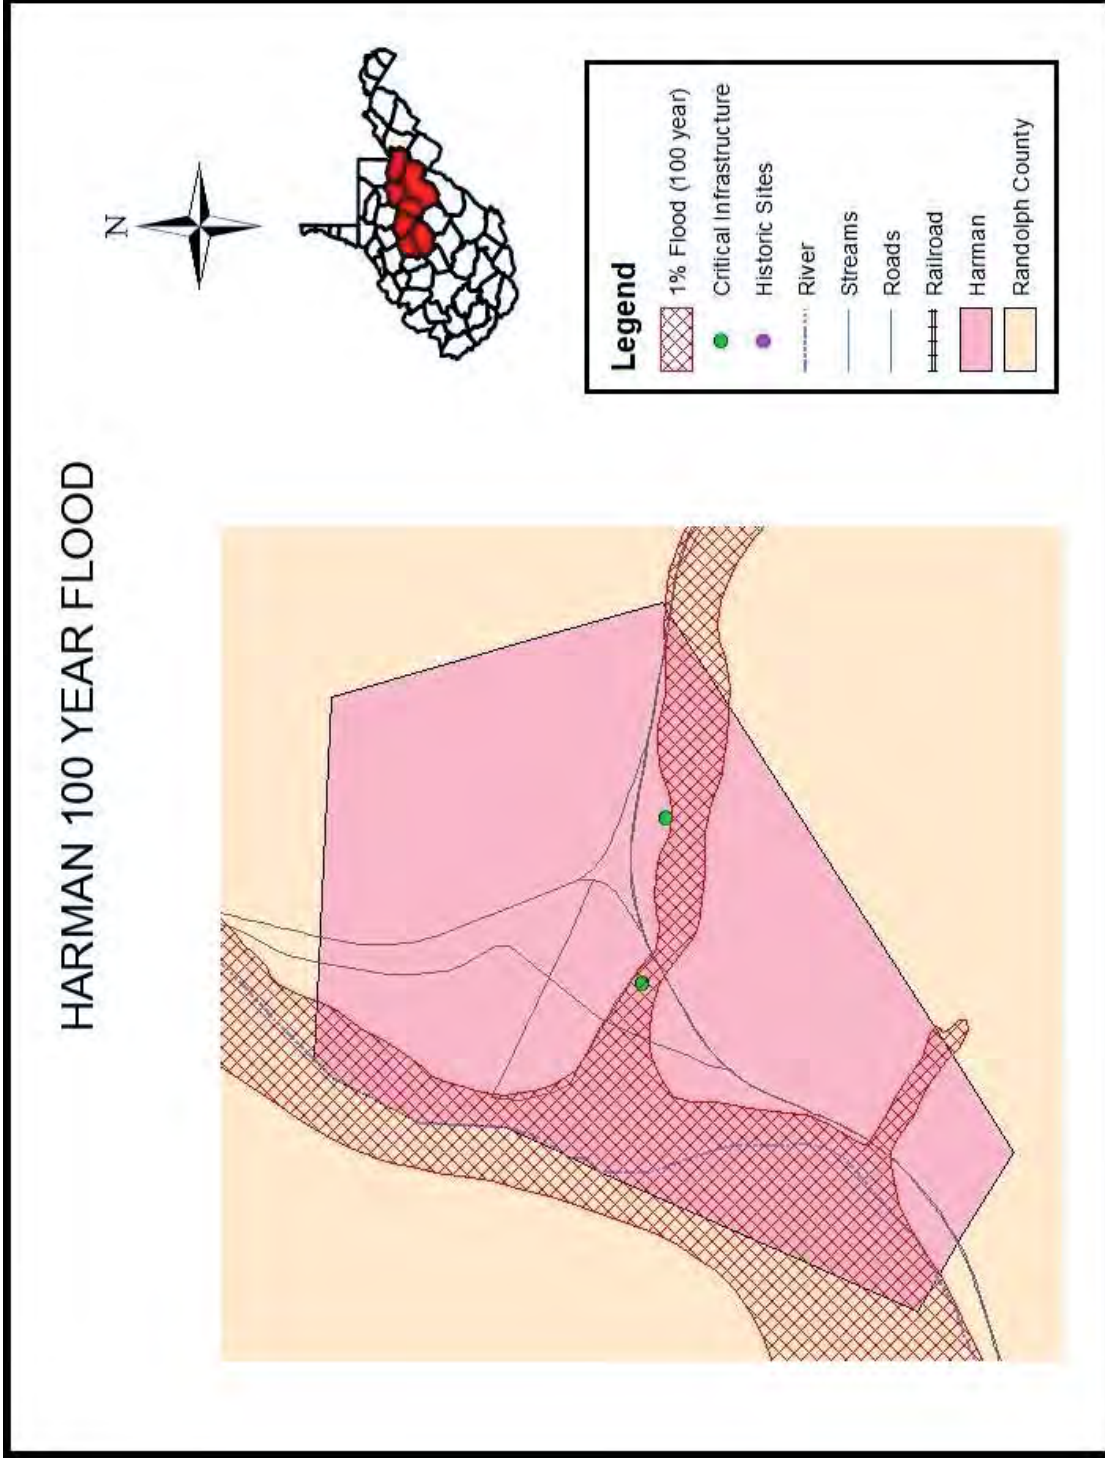 HARMAN 100 YEAR FLOOD
N
Legend
1% Flood (100 year)
Critical Infrastructure
Historic Sites
River
Streams
Roads
Railroad
Harman
Randolph County